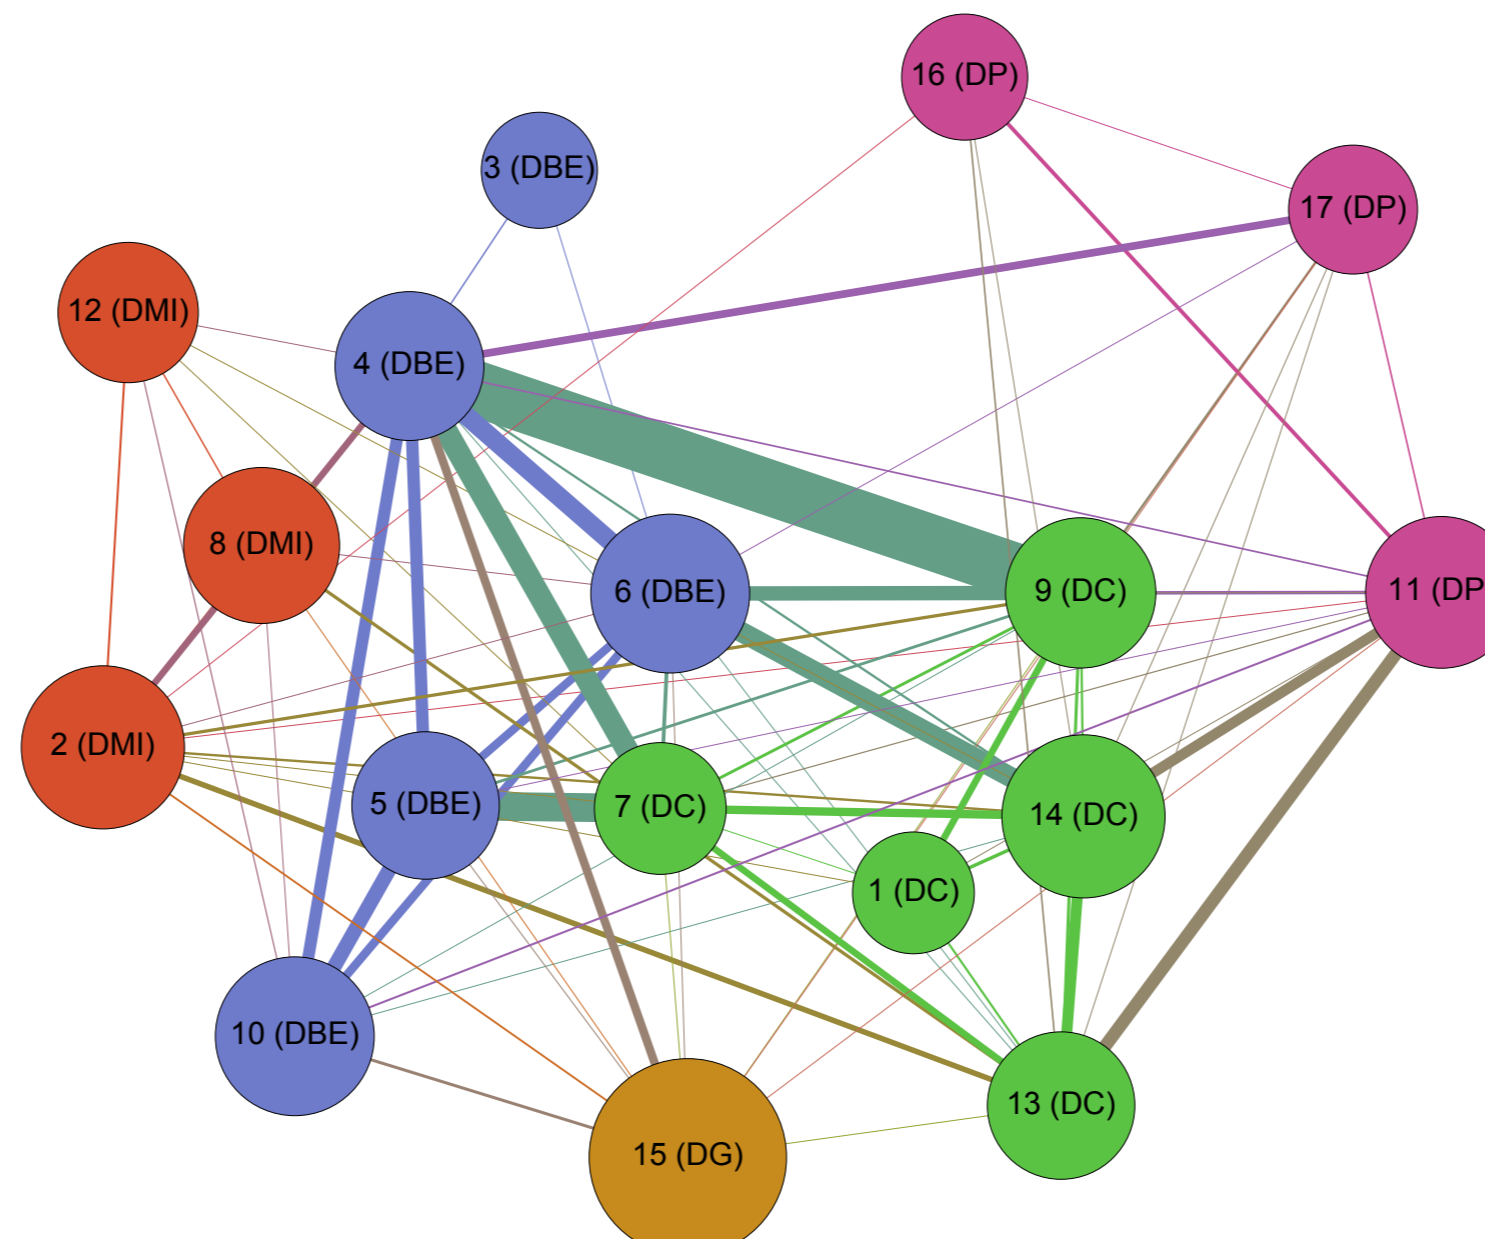 16 (DP)
3 (DBE)
17 (DP)
12 (DMI)
4 (DBE)
8 (DMI)
6 (DBE)
9 (DC)
11 (DP
2 (DMI)
5 (DBE)
7 (DC)
14 (DC)
1 (DC)
10 (DBE)
13 (DC)
15 (DG)